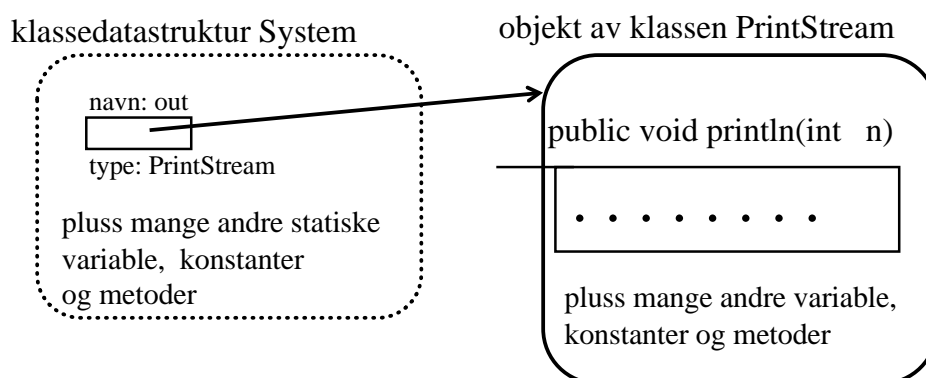 klassedatastruktur System
navn: out
type: PrintStream
pluss mange andre statiske
variable, konstanter
og metoder
objekt av klassen PrintStream
public void println(int n)
. . . . . . . .
pluss mange andre variable,
konstanter og metoder